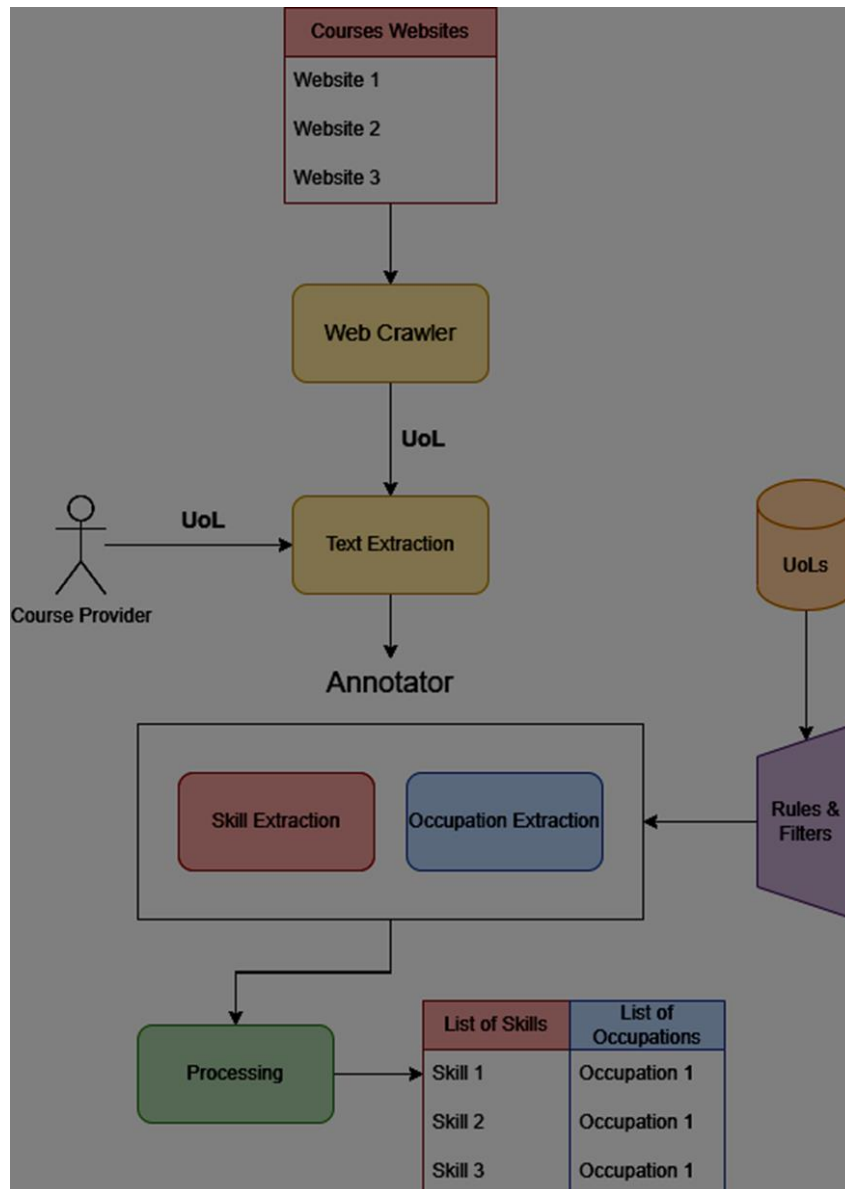 Courses Websites
Website 1
Website 2
Website 3
Web Crawler
UoL
UoL
Text Extraction
UoLs
Course Provider
Annotator
Skill Extraction
Occupation Extraction
Rules &
Filters
Processing
List of Skills
List of
Occupations
Skill 1
Occupation 1
Skill 2
Occupation 1
Skill 3
Occupation 1